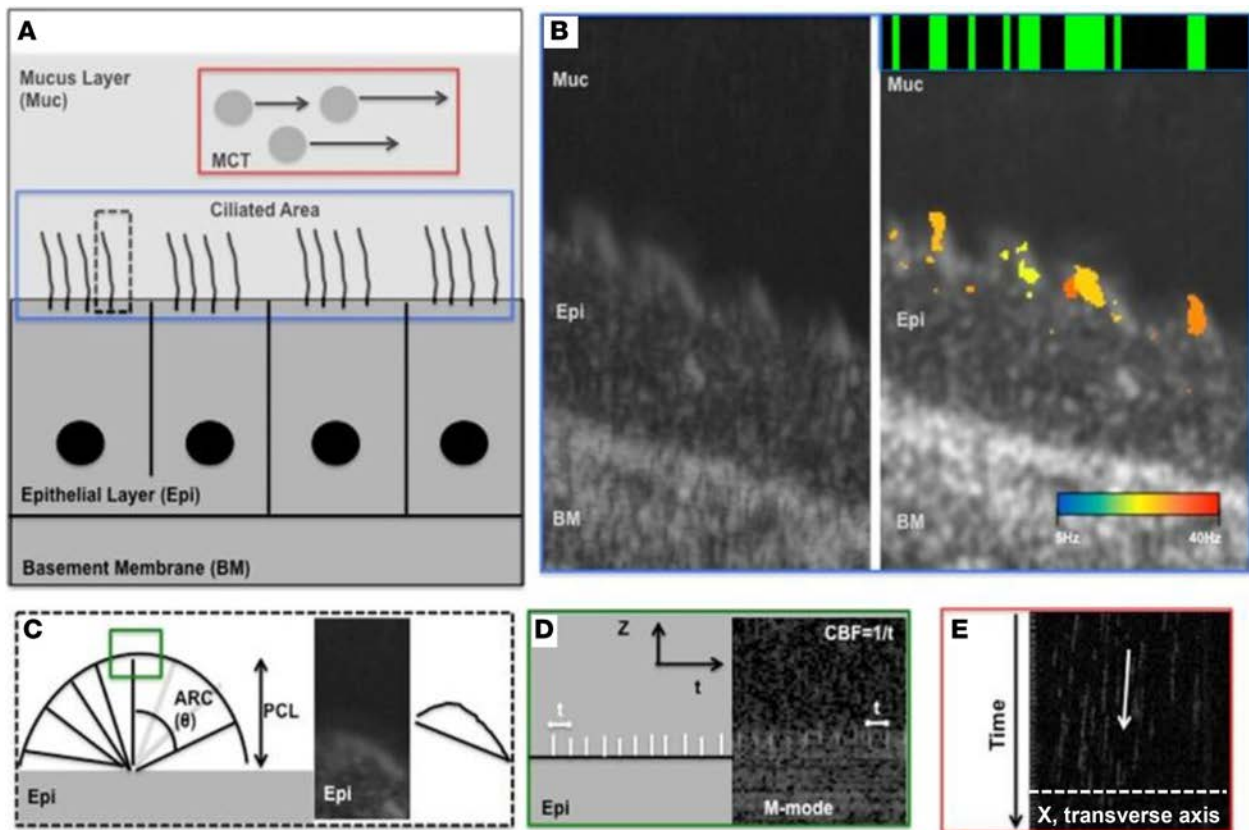 A
Mucus Layer
(Muc)
MCT
Ciliated Area
Epithelial Layer (Epi)
Basement Membrane (BM)
B
Muc
Epi
BM
Muc
Epi
BM
5Hz
40Hz
C
ARC
(θ)
PCL
Epi
Epi
D
Z
t
t
Epi
CBF=1/t
t
M-mode
E
Time
X, transverse axis